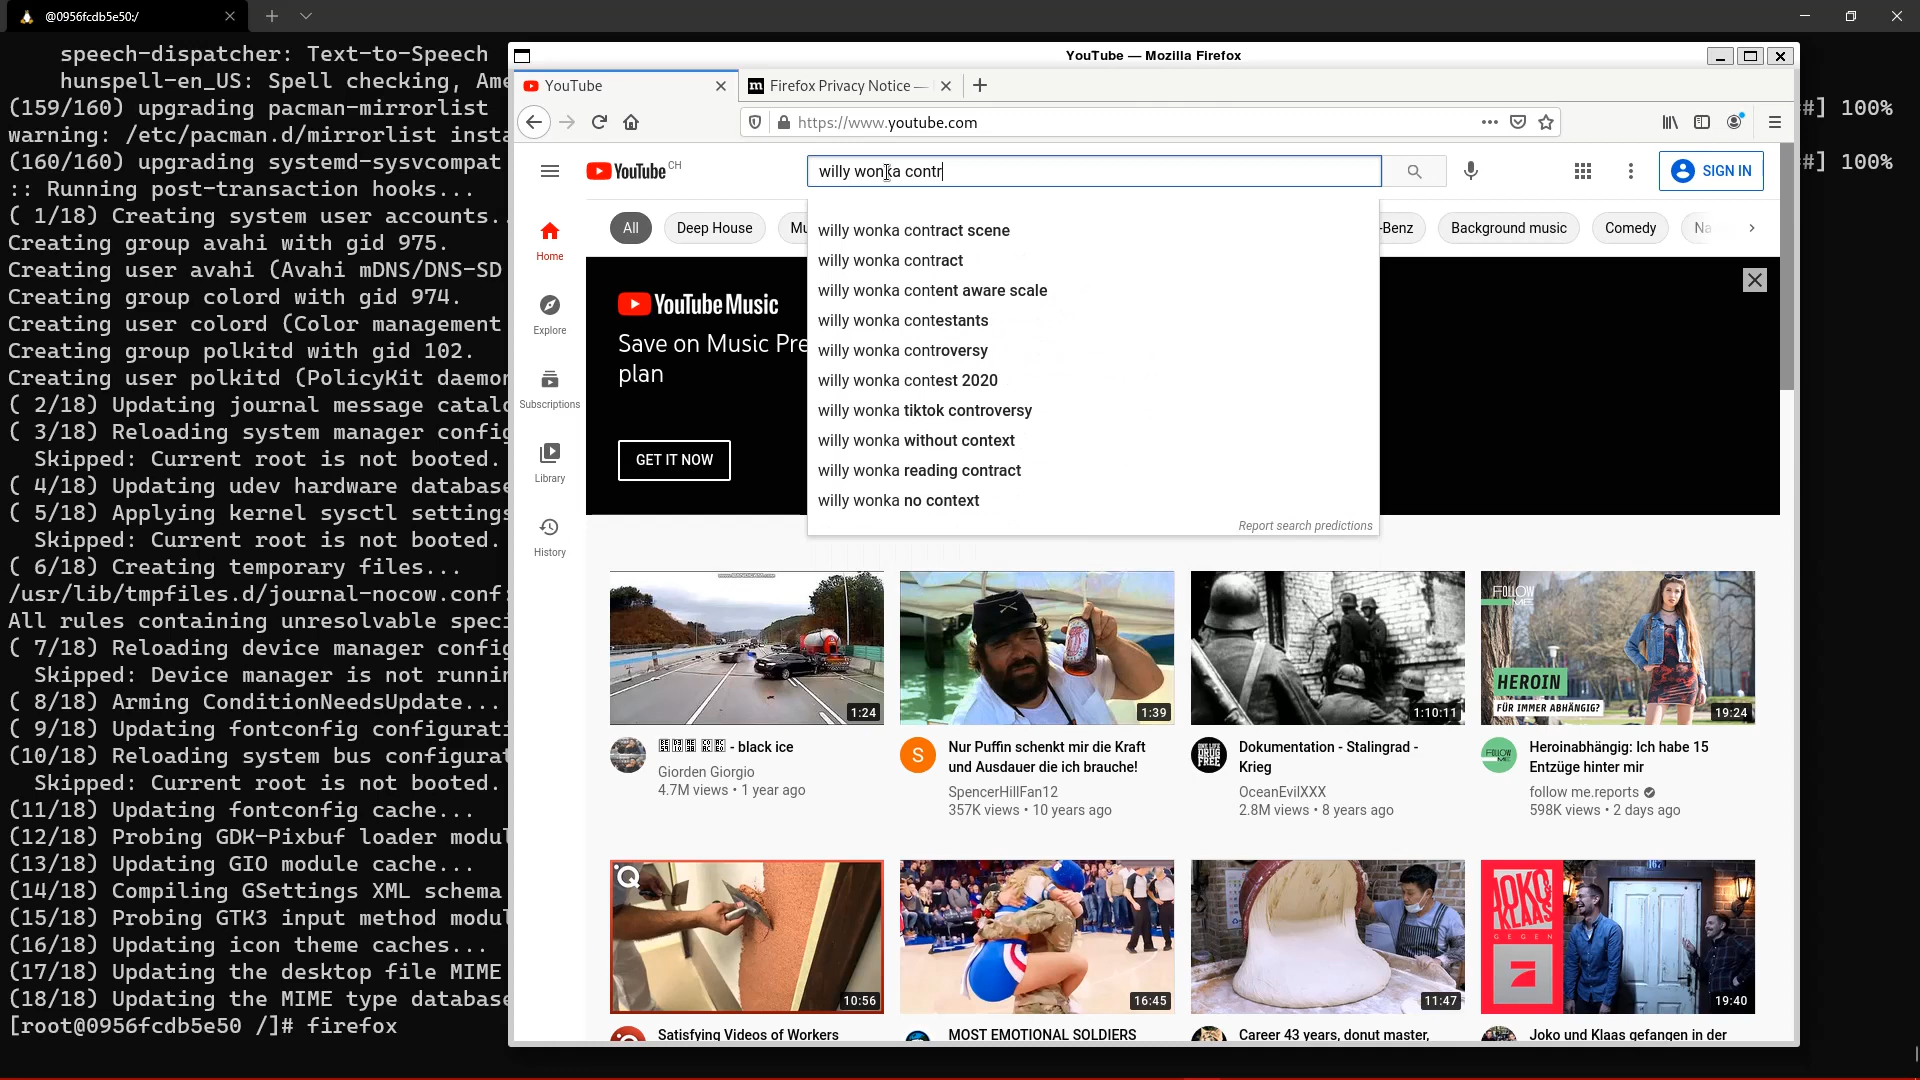 @0956fcdb5e50:/
speech-dispatcher: Text-to-Speech
hunspell-en_US: Spell checking, Ame
(159/160) upgrading pacman-mirrorlist
#] 100%
warning: /etc/pacman.d/mirrorlist insta
(160/160) upgrading systemd-sysvcompat
#] 100%
:: Running post-transaction hooks...
( 1/18) Creating system user accounts..
Creating group avahi with gid 975.
Creating user avahi (Avahi mDNS/DNS-SD
Creating group colord with gid 974.
Creating user colord (Color management
Creating group polkitd with gid 102.
Creating user polkitd (PolicyKit daemon
( 2/18) Updating journal message catalo
( 3/18) Reloading system manager config
Skipped: Current root is not booted.
( 4/18) Updating udev hardware database
( 5/18) Applying kernel sysctl settings
Skipped: Current root is not booted.
( 6/18) Creating temporary files...
/usr/lib/tmpfiles.d/journal-nocow.conf:
All rules containing unresolvable speci
( 7/18) Reloading device manager config
Skipped: Device manager is not runnin
( 8/18) Arming ConditionNeedsUpdate...
( 9/18) Updating fontconfig configurati
(10/18) Reloading system bus configurat
Skipped: Current root is not booted.
(11/18) Updating fontconfig cache...
(12/18) Probing GDK-Pixbuf loader modul
(13/18) Updating GIO module cache...
(14/18) Compiling GSettings XML schema
(15/18) Probing GTK3 input method modul
(16/18) Updating icon theme caches...
(17/18) Updating the desktop file MIME
(18/18) Updating the MIME type database
[root@0956fcdb5e50 /]# firefox
YouTube — Mozilla Firefox
YouTube
Firefox Privacy Notice —
https://www.youtube.com
YouTube CH
willy wonka contr
SIGN IN
Home
Explore
Subscriptions
Library
History
All
Deep House
Mu
-Benz
Background music
Comedy
Na
willy wonka contract scene
willy wonka contract
willy wonka content aware scale
willy wonka contestants
willy wonka controversy
willy wonka contest 2020
willy wonka tiktok controversy
willy wonka without context
willy wonka reading contract
willy wonka no context
Report search predictions
YouTube Music
Save on Music Pre
plan
GET IT NOW
1:24
1:39
1:10:11
FOLLOW ME
HEROIN
FÜR IMMER ABHÄNGIG?
19:24
- black ice
Giorden Giorgio
4.7M views • 1 year ago
S
Nur Puffin schenkt mir die Kraft
und Ausdauer die ich brauche!
SpencerHillFan12
357K views • 10 years ago
Dokumentation - Stalingrad -
Krieg
OceanEvilXXX
2.8M views • 8 years ago
Heroinabhängig: Ich habe 15
Entzüge hinter mir
follow me.reports
598K views • 2 days ago
Q
10:56
16:45
11:47
JOKO & KLAAS
GEGEN
7
19:40
Satisfying Videos of Workers
MOST EMOTIONAL SOLDIERS
Career 43 years, donut master,
Joko und Klaas gefangen in der